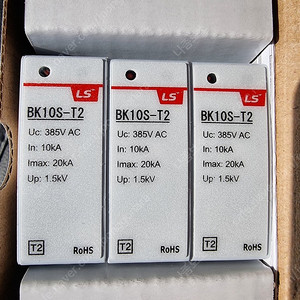 LS
BK10S-T2
Uc: 385V AC
In: 10kA
Imax: 20kA
Up: 1.5kV
T2 RoHS
LS
BK10S-T2
Uc: 385V AC
In: 10kA
Imax: 20kA
Up: 1.5kV
T2 RoHS
LS
BK10S-T2
Uc: 385V AC
In: 10kA
Imax: 20kA
Up: 1.5kV
T2 RoHS